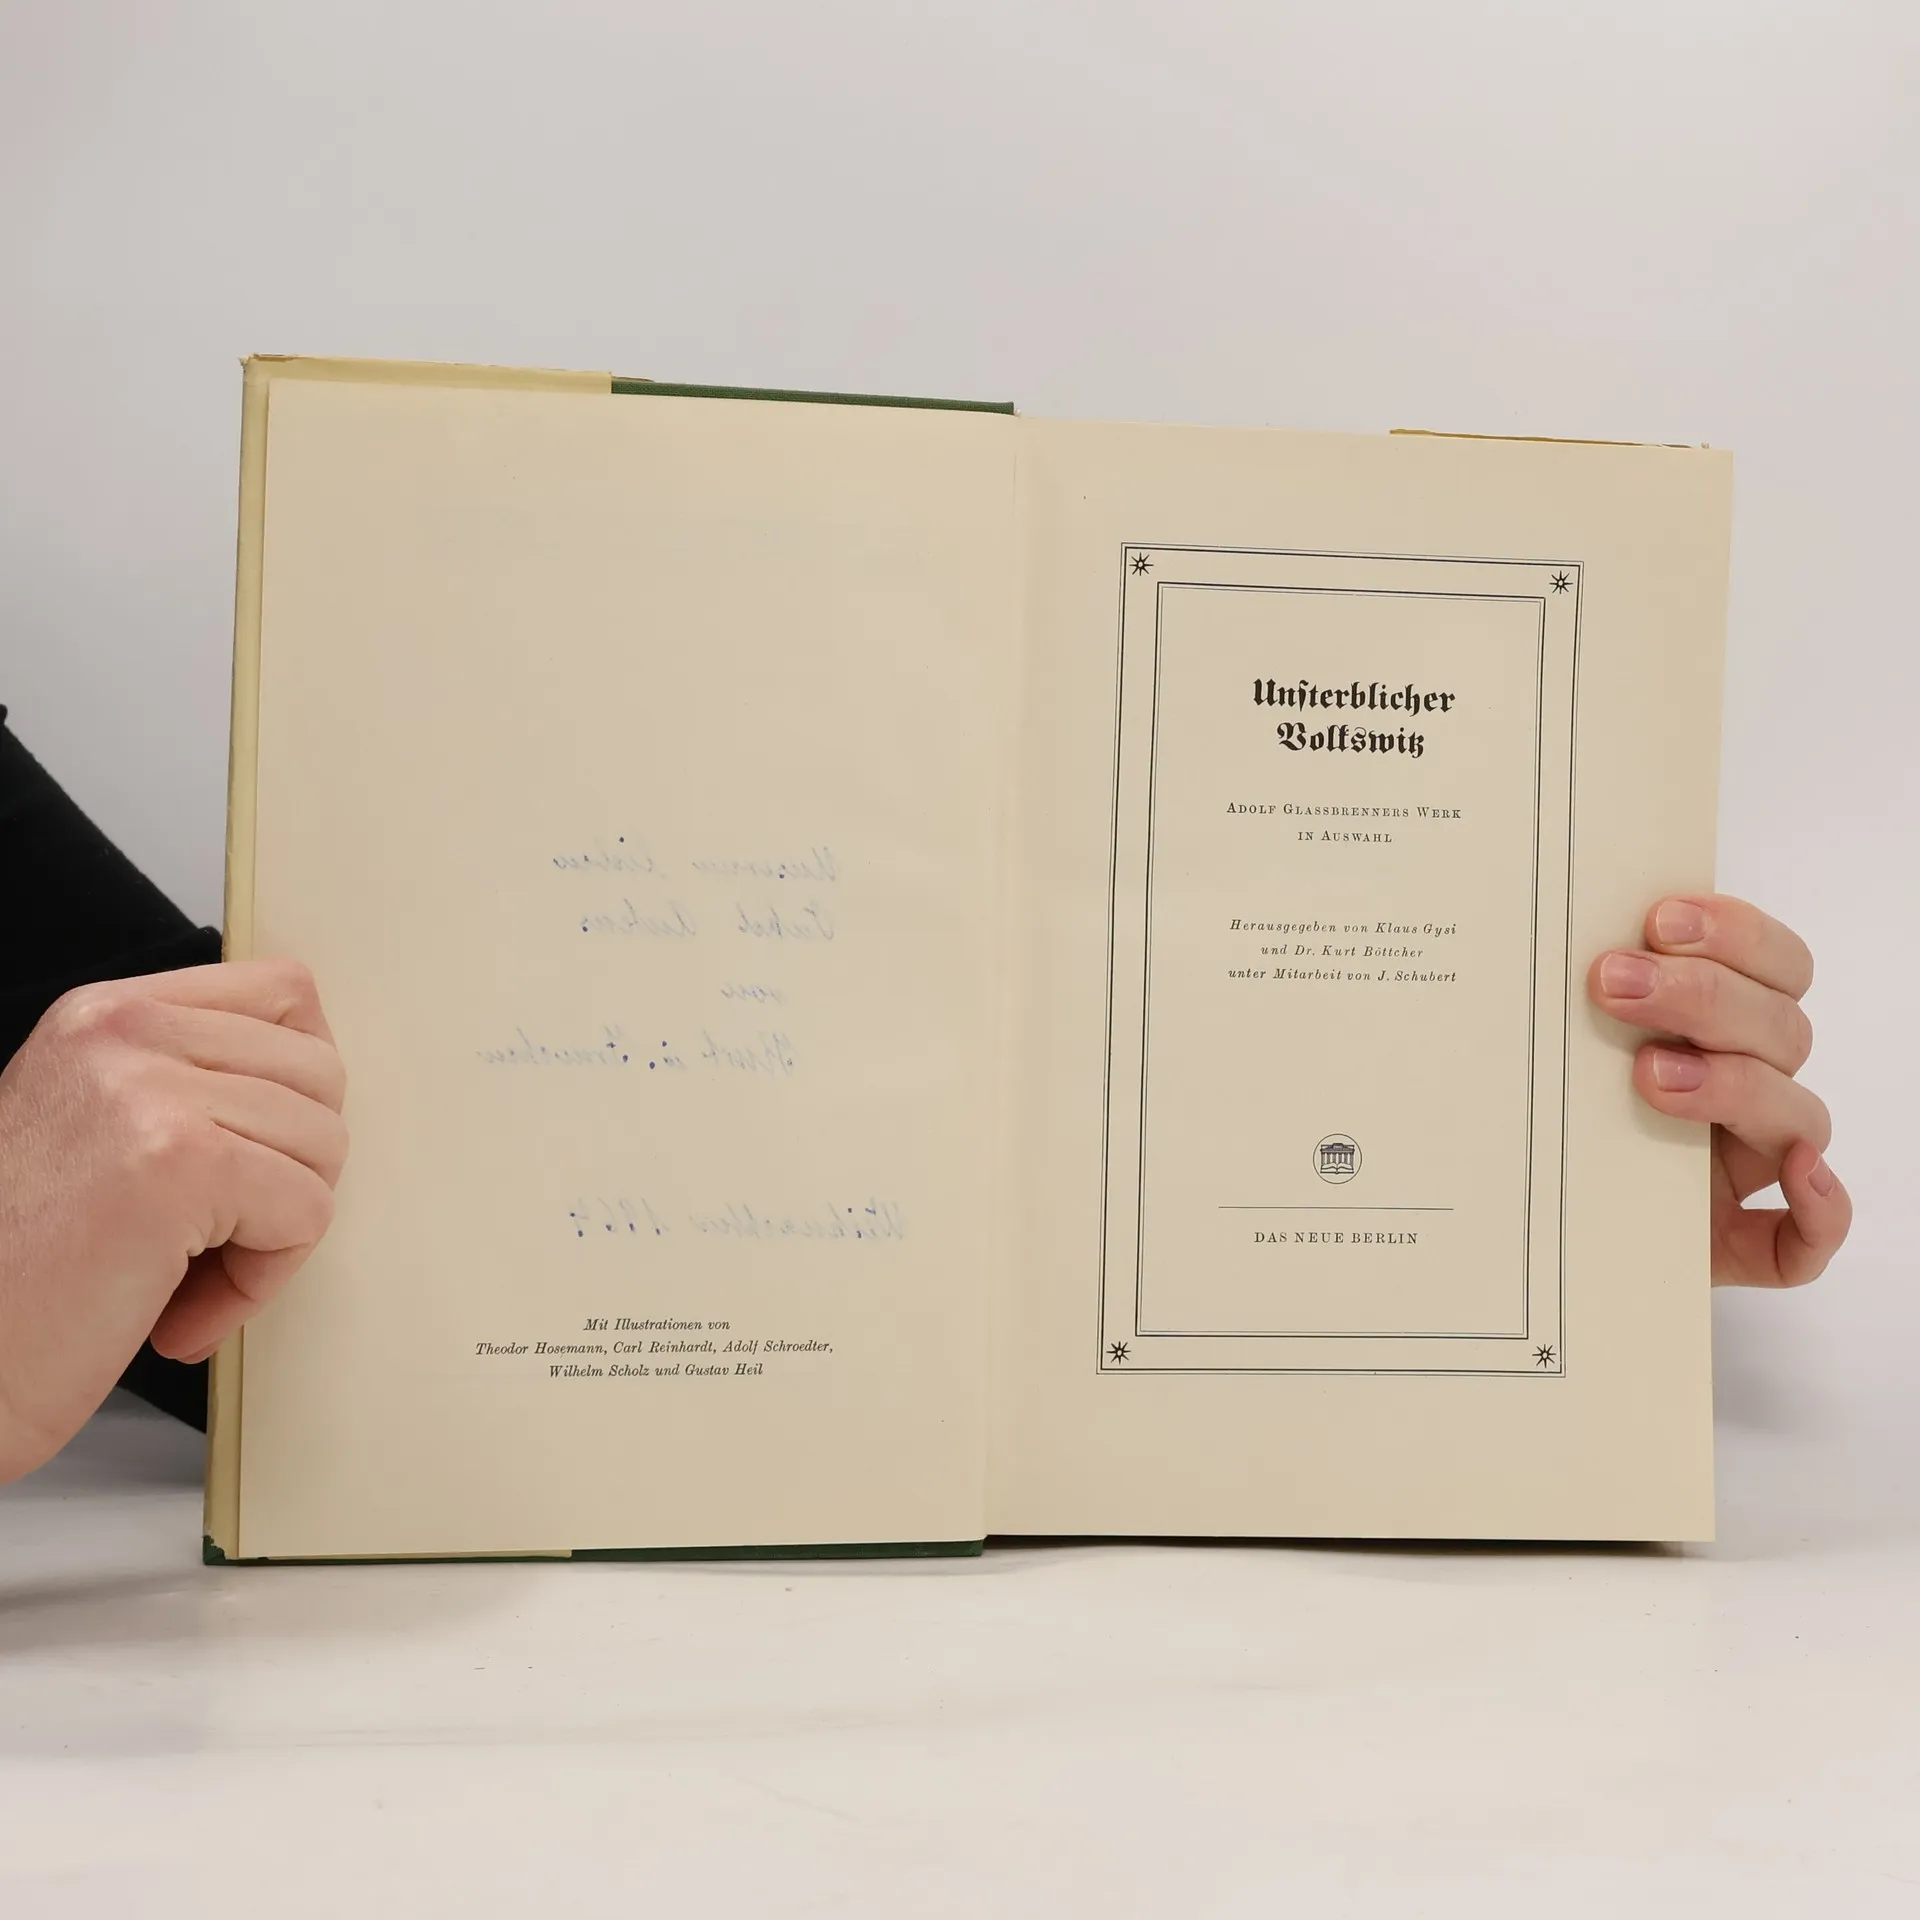 Mit Illustrationen von
Theodor Hosemann, Carl Reinhardt, Adolf Schroedter,
Wilhelm Scholz und Gustav Heil
Unsterblicher
Volkswitz
ADOLF GLASSBRENNERS WERK
IN AUSWAHL
Herausgegeben von Klaus Gysi
und Dr. Kurt Böttcher
unter Mitarbeit von J. Schubert
DAS NEUE BERLIN